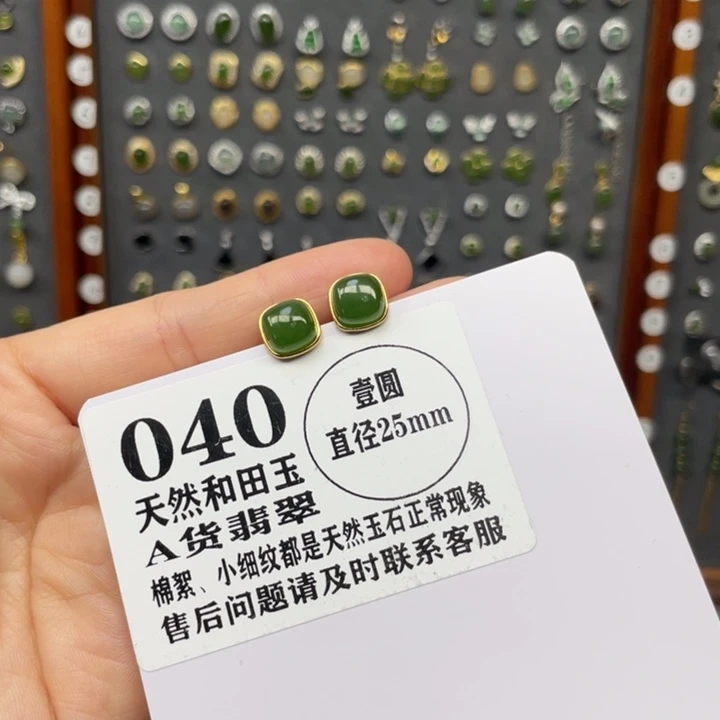 040
壹圆
直径25mm
天然和田玉
A货翡翠
棉絮、小细纹都是天然玉石正常现象
售后问题请及时联系客服